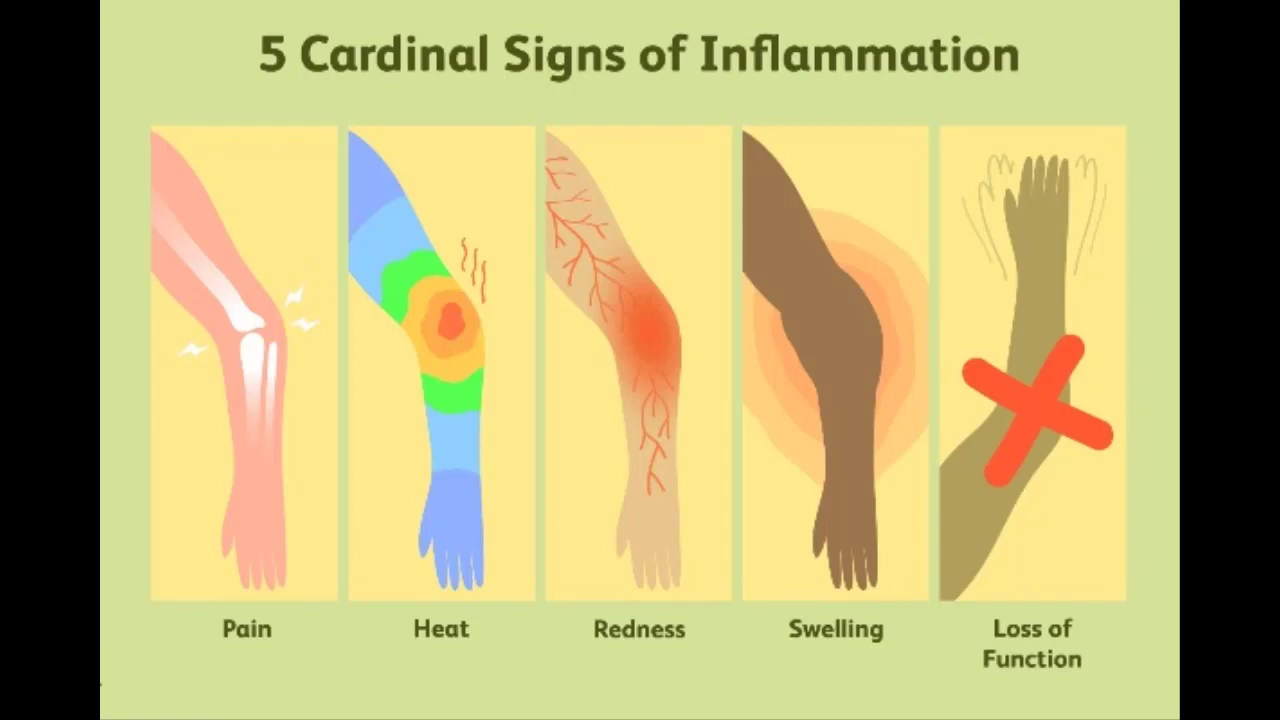 5 Cardinal Signs of Inflammation
Pain
Heat
Redness
Swelling
Loss of
Function